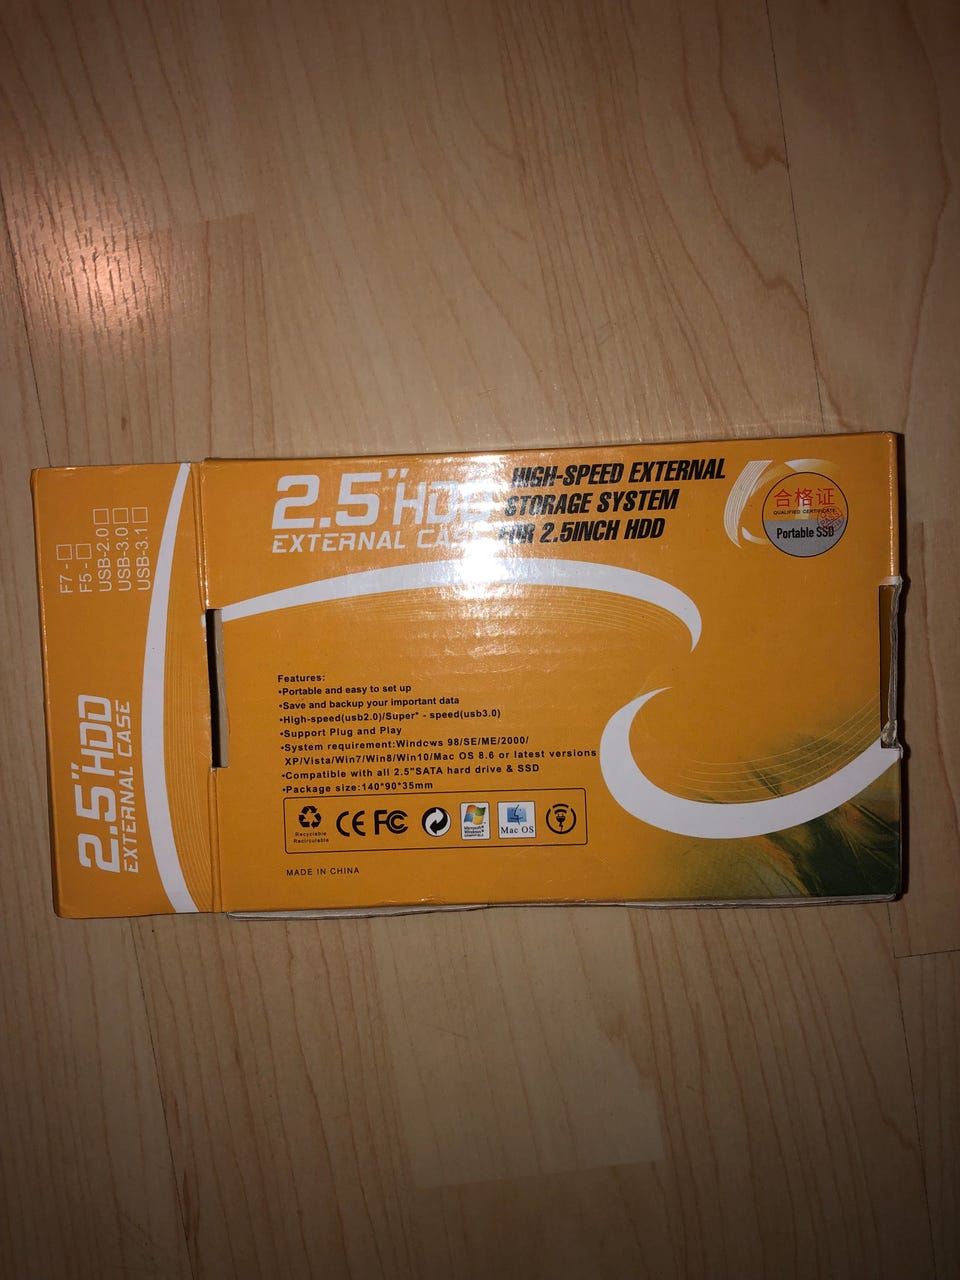 2.5"HDD
EXTERNAL CASE
HIGH-SPEED EXTERNAL
STORAGE SYSTEM
FOR 2.5INCH HDD
合格证
QUALIFIED CERTIFICATE
Portable SSD
F7 -
F5 -
USB-2.0
USB-3.0
USB-3.1
2.5"HDD
EXTERNAL CASE
Features:
•Portable and easy to set up
•Save and backup your important data
•High-speed(usb2.0)/Super⁺ - speed(usb3.0)
•Support Plug and Play
•System requirement:Windcws 98/SE/ME/2000/
XP/Vista/Win7/Win8/Win10/Mac OS 8.6 or latest versions
•Compatible with all 2.5"SATA hard drive & SSD
•Package size:140*90*35mm
Recyclable
Recirculable
CE FC
Microsoft
Windows
Mac OS
MADE IN CHINA